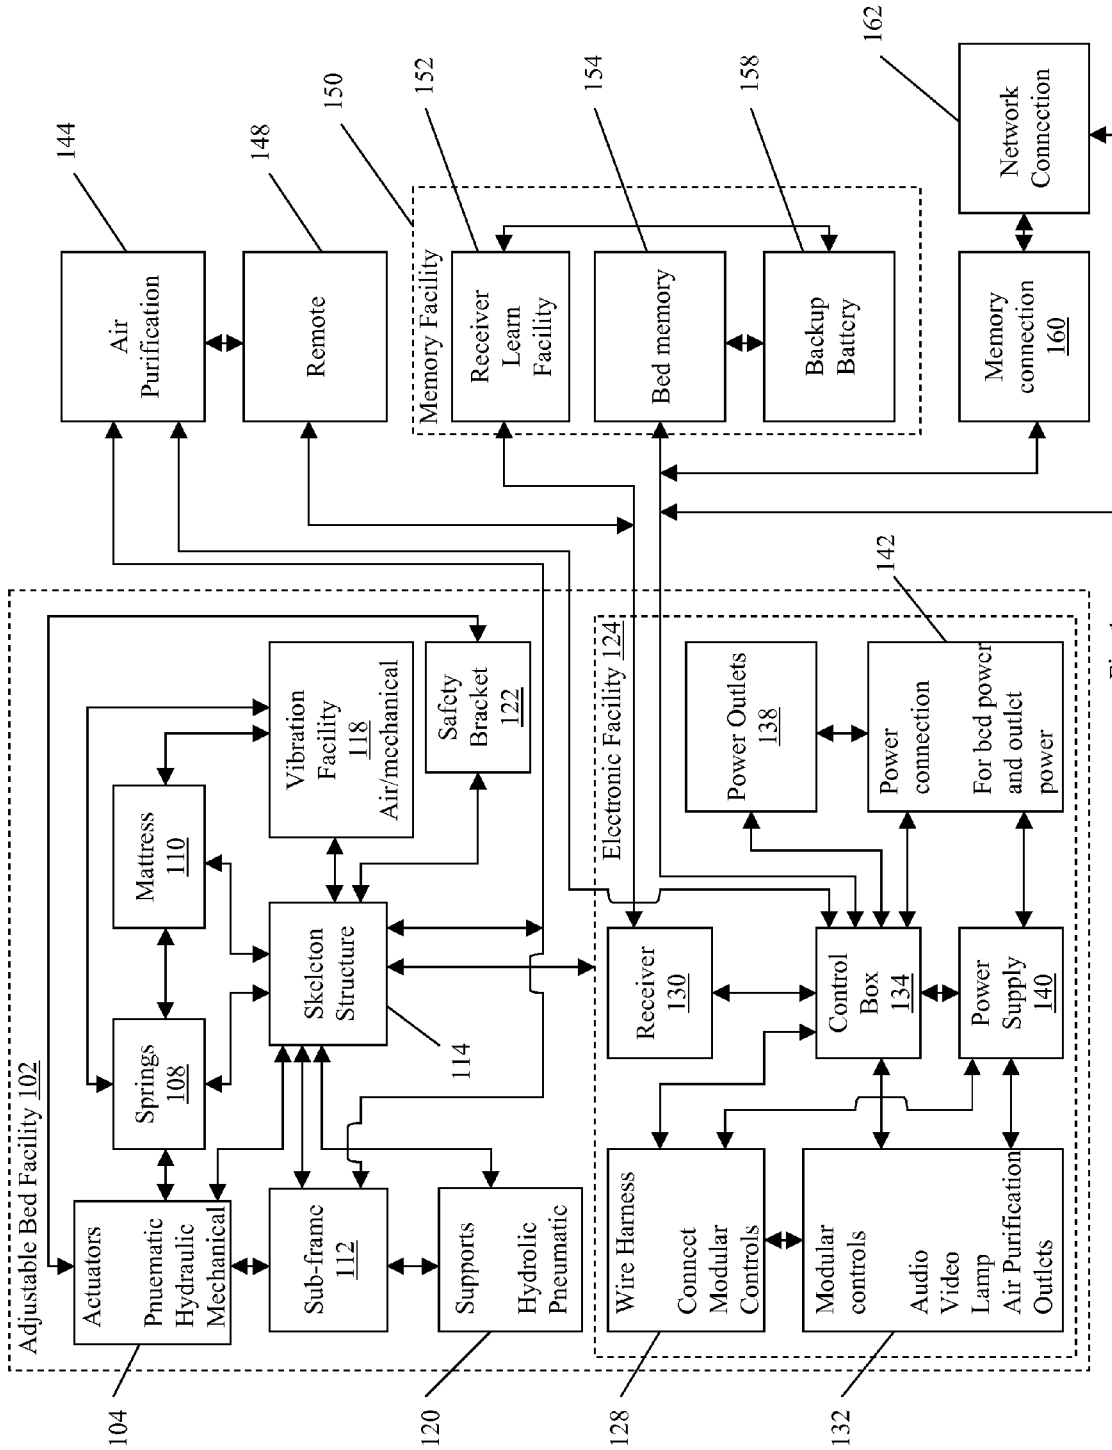 Adjustable Bed Facility 102
Actuators
Pnuematic
Hydraulic
Mechanical
104
Springs
108
Mattress
110
Sub-frame
112
Skeleton
Structure
114
Vibration
Facility
118
Air/mechanical
Supports
Hydrolic
Pneumatic
120
Safety
Bracket
122
Electronic Facility 124
Wire Harness
Connect
Modular
Controls
128
Receiver
130
Modular
controls
Audio
Video
Lamp
Air Purification
Outlets
132
Control
Box
134
Power Outlets
138
Power
Supply
140
Power
connection
For bed power
and outlet
power
142
Air
Purification
144
Remote
148
Memory Facility
150
Receiver
Learn
Facility
152
Bed memory
154
Backup
Battery
158
Memory
connection
160
Network
Connection
162